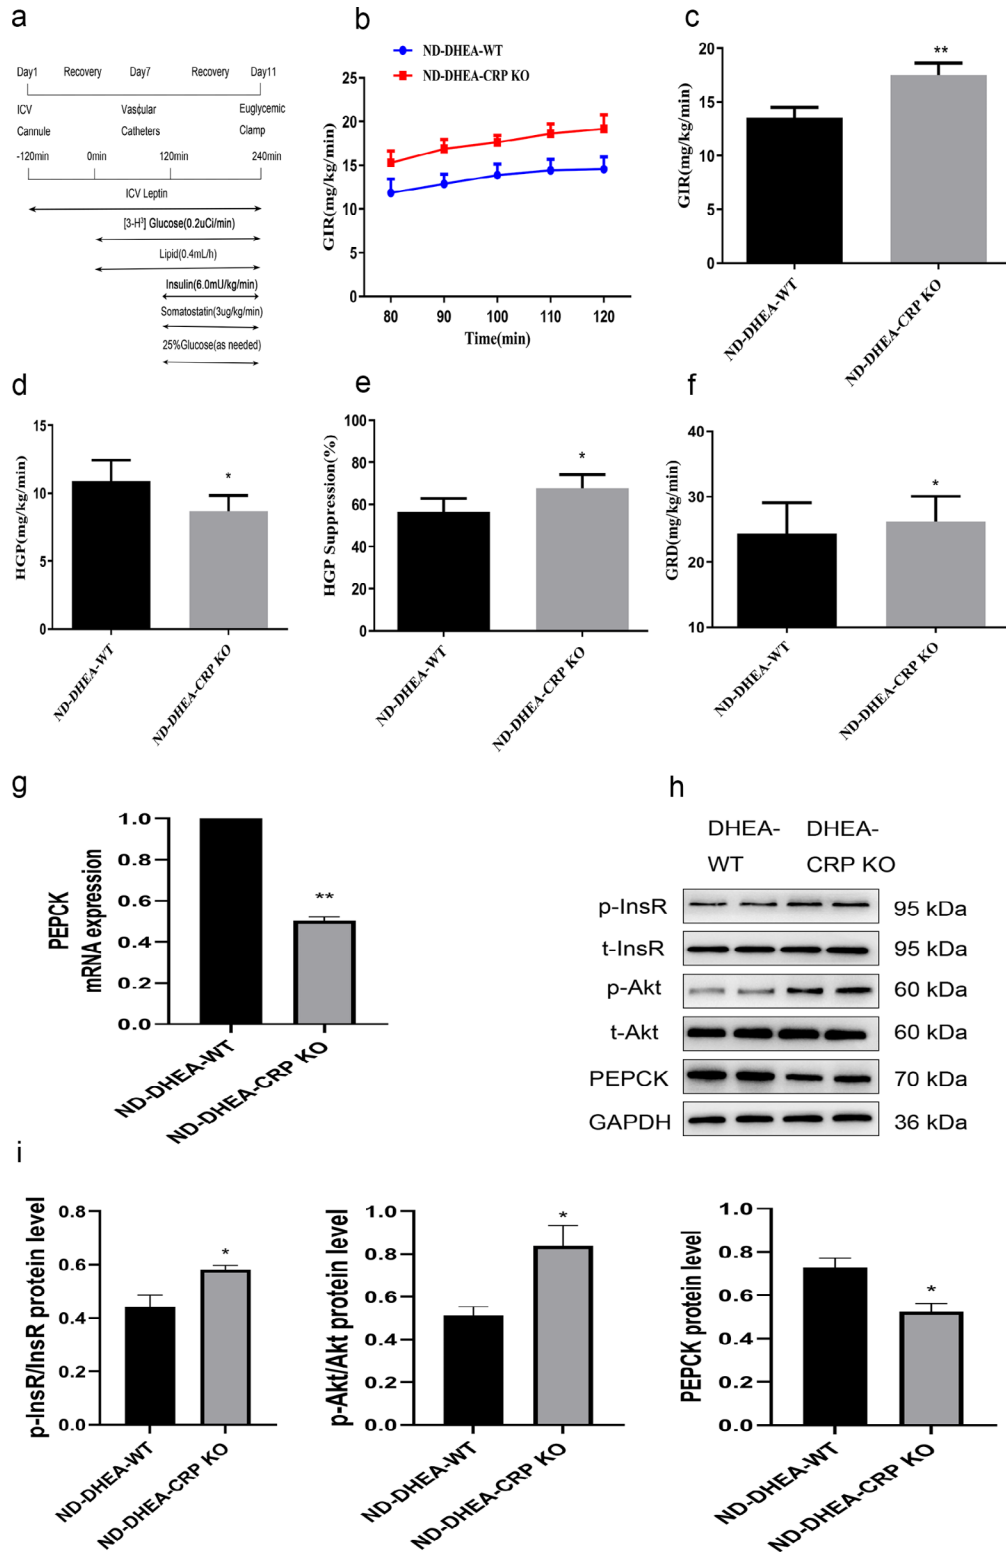 a
Day1 Recovery Day7 Recovery Day11
ICV Vascular Euglycemic
Cannule Catheters Clamp
-120min 0min 120min 240min
ICV Leptin
[3-H³] Glucose(0.2uCi/min)
Lipid(0.4mL/h)
Insulin(6.0mU/kg/min)
Somatostatin(3ug/kg/min)
25%Glucose(as needed)
b
ND-DHEA-WT
ND-DHEA-CRP KO
GIR(mg/kg/min)
25
20
15
10
5
0
80 90 100 110 120
Time(min)
c
GIR(mg/kg/min)
20
15
10
5
0
**
ND-DHEA-WT
ND-DHEA-CRP KO
d
HGP(mg/kg/min)
15
10
5
0
*
ND-DHEA-WT
ND-DHEA-CRP KO
e
HGP Suppression(%)
100
80
60
40
20
0
*
ND-DHEA-WT
ND-DHEA-CRP KO
f
GRD(mg/kg/min)
40
30
20
10
*
ND-DHEA-WT
ND-DHEA-CRP KO
g
PEPCK
mRNA expression
1.0
0.8
0.6
0.4
0.2
0.0
**
ND-DHEA-WT
ND-DHEA-CRP KO
h
DHEA- DHEA-
WT CRP KO
p-InsR 95 kDa
t-InsR 95 kDa
p-Akt 60 kDa
t-Akt 60 kDa
PEPCK 70 kDa
GAPDH 36 kDa
i
p-InsR/InsR protein level
0.8
0.6
0.4
0.2
0.0
*
ND-DHEA-WT
ND-DHEA-CRP KO
p-Akt/Akt protein level
1.0
0.8
0.6
0.4
0.2
0.0
*
ND-DHEA-WT
ND-DHEA-CRP KO
PEPCK protein level
1.0
0.8
0.6
0.4
0.2
0.0
*
ND-DHEA-WT
ND-DHEA-CRP KO